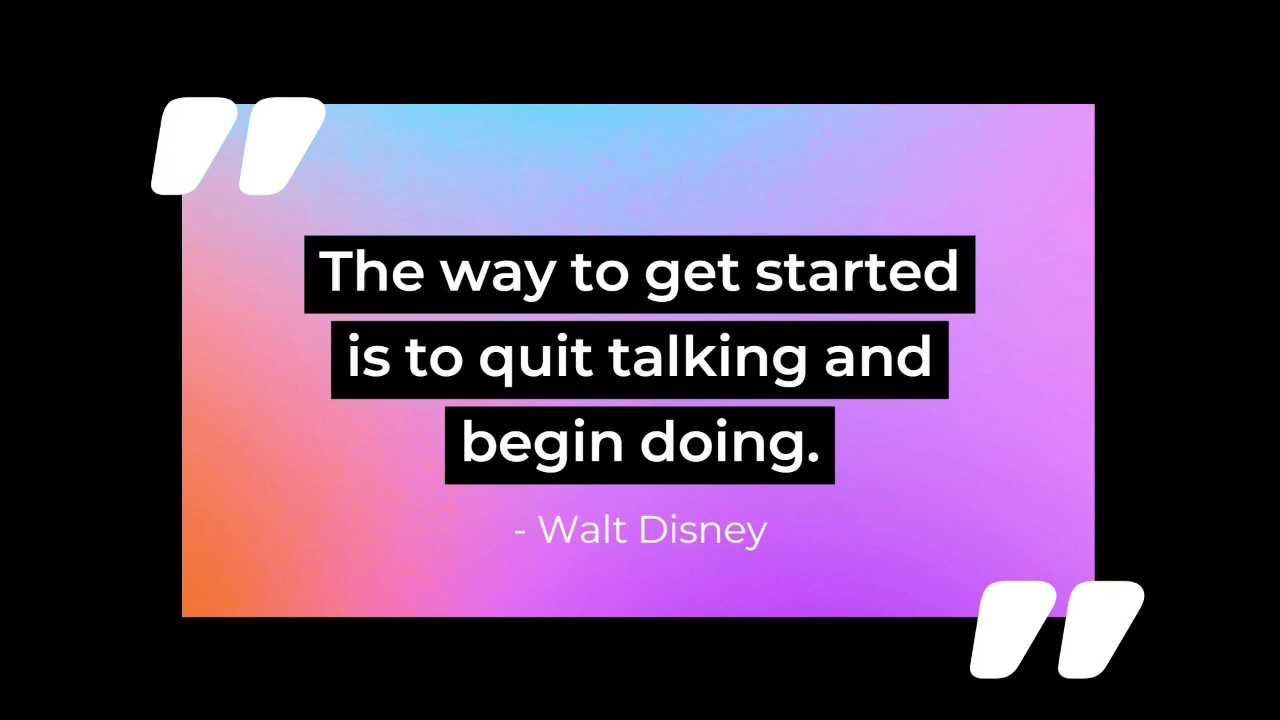 "
The way to get started
is to quit talking and
begin doing.
- Walt Disney
"